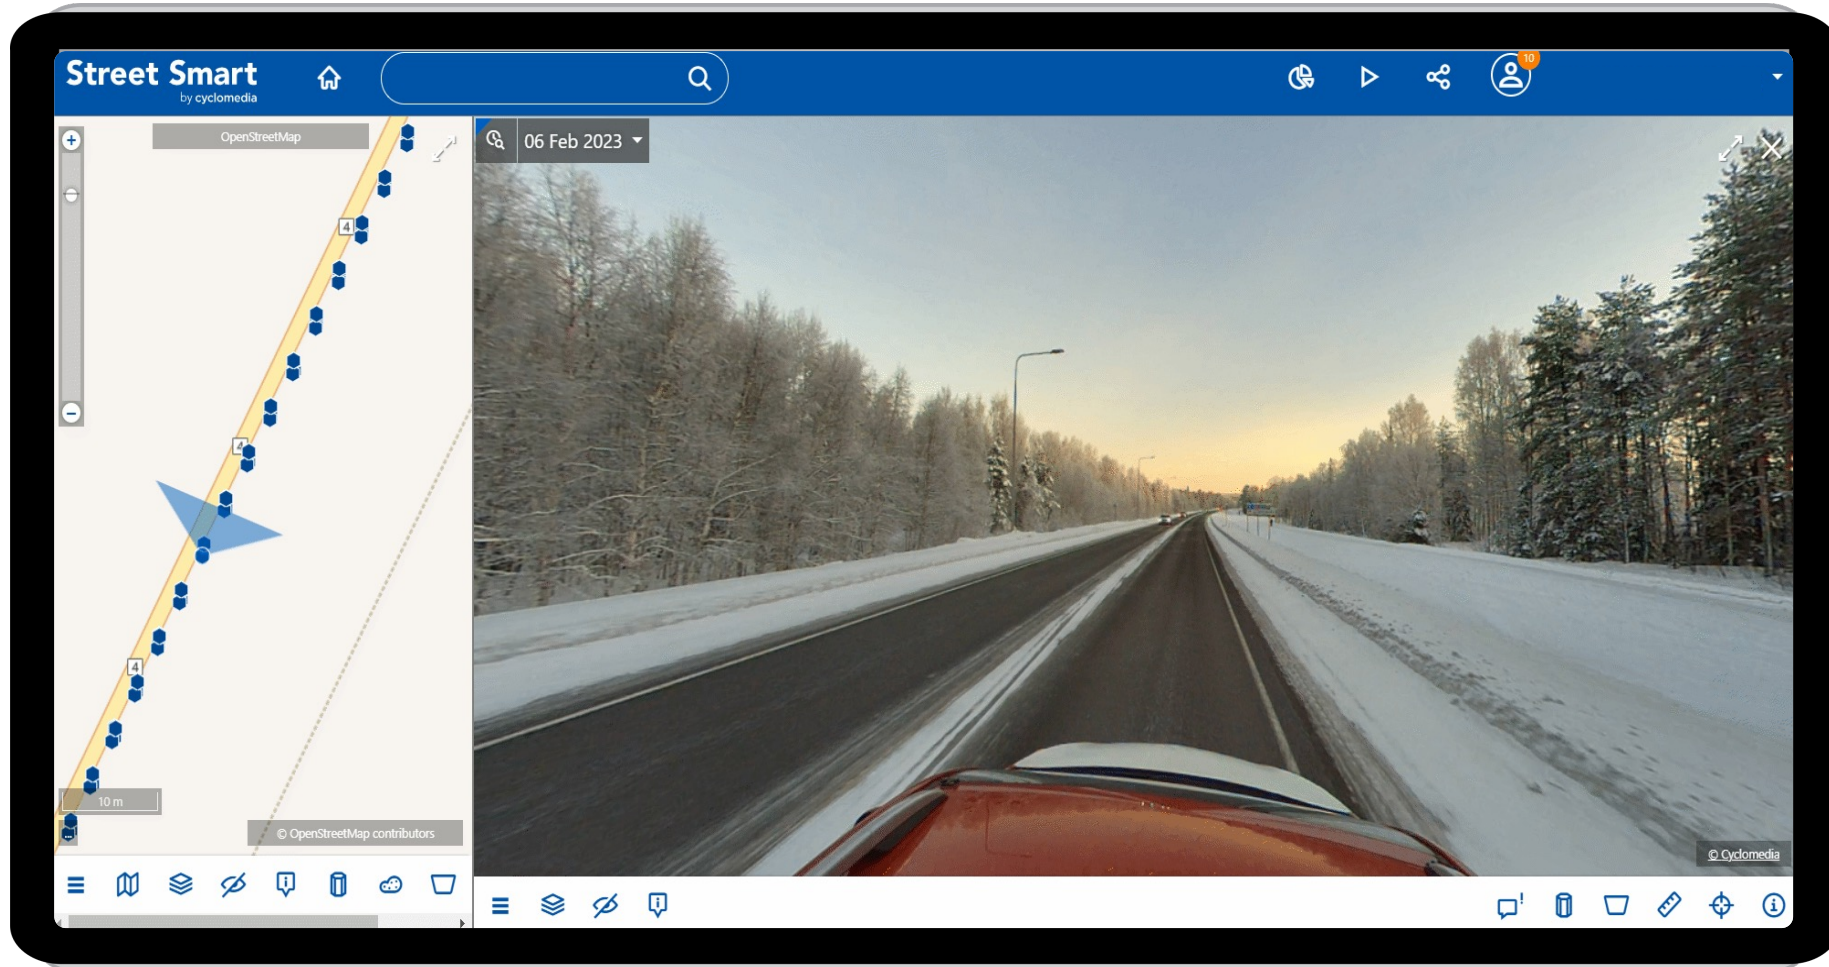 Street Smart
by cyclomedia
10
OpenStreetMap
06 Feb 2023
4
4
4
10 m
© OpenStreetMap contributors
© Cyclomedia